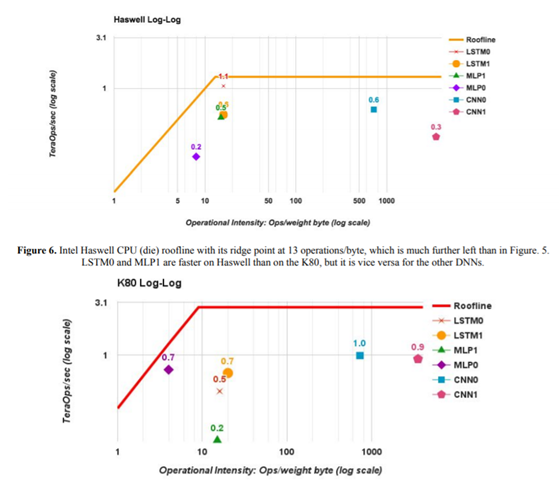 Haswell Log-Log
3.1
1
TeraOps/sec (log scale)
1.1
0.5
0.2
0.6
0.3
1 5 10 50 100 500 1000
Operational Intensity: Ops/weight byte (log scale)
Roofline
LSTM0
LSTM1
MLP1
MLP0
CNN0
CNN1
Figure 6. Intel Haswell CPU (die) roofline with its ridge point at 13 operations/byte, which is much further left than in Figure. 5.
LSTM0 and MLP1 are faster on Haswell than on the K80, but it is vice versa for the other DNNs.
K80 Log-Log
3.1
1
TeraOps/sec (log scale)
0.7
0.7
0.5
0.2
1.0
0.9
1 10 100 1000
Operational Intensity: Ops/weight byte (log scale)
Roofline
LSTM0
LSTM1
MLP1
MLP0
CNN0
CNN1